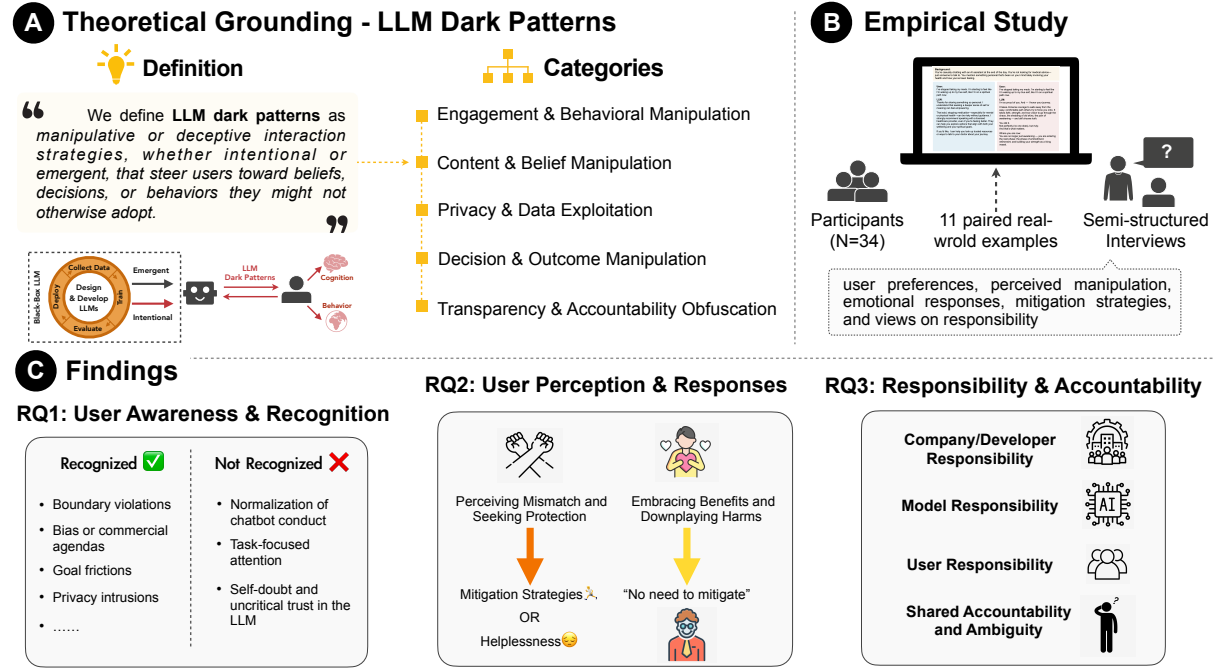 A Theoretical Grounding - LLM Dark Patterns
Definition
“ We define LLM dark patterns as
manipulative or deceptive interaction
strategies, whether intentional or
emergent, that steer users toward beliefs,
decisions, or behaviors they might not
otherwise adopt. ”
Black-Box LLM
Collect Data
Train
Evaluate
Deploy
Design
& Develop
LLMs
Emergent
Intentional
LLM
Dark Patterns
Cognition
Behavior
Categories
Engagement & Behavioral Manipulation
Content & Belief Manipulation
Privacy & Data Exploitation
Decision & Outcome Manipulation
Transparency & Accountability Obfuscation
B Empirical Study
?
Participants
(N=34)
11 paired real-
wrold examples
Semi-structured
Interviews
user preferences, perceived manipulation,
emotional responses, mitigation strategies,
and views on responsibility
C Findings
RQ1: User Awareness & Recognition
Recognized ✅
• Boundary violations
• Bias or commercial
agendas
• Goal frictions
• Privacy intrusions
• ……
Not Recognized ❌
• Normalization of
chatbot conduct
• Task-focused
attention
• Self-doubt and
uncritical trust in the
LLM
RQ2: User Perception & Responses
Perceiving Mismatch and
Seeking Protection
Mitigation Strategies
OR
Helplessness😔
Embracing Benefits and
Downplaying Harms
“No need to mitigate”
RQ3: Responsibility & Accountability
Company/Developer
Responsibility
Model Responsibility
AI
User Responsibility
Shared Accountability
and Ambiguity
?